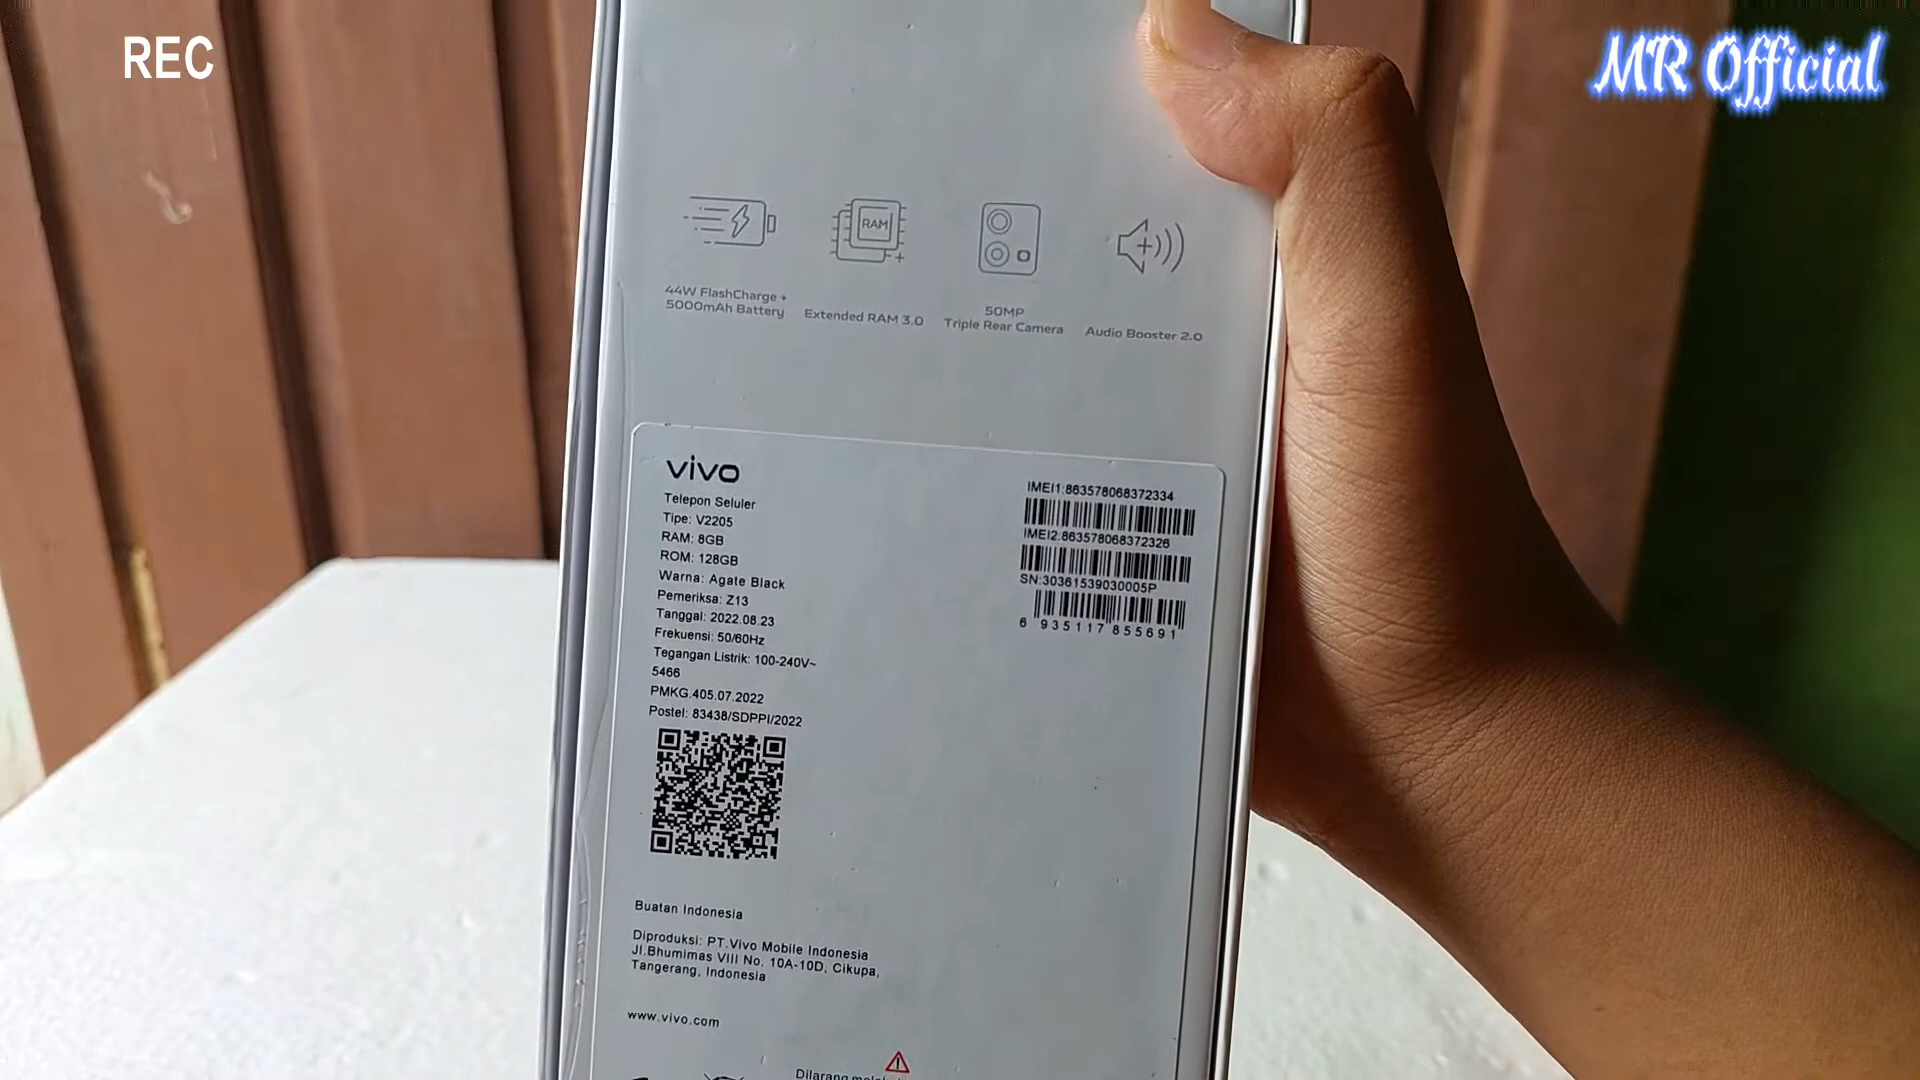 REC
MR Official
RAM
44W FlashCharge +
5000mAh Battery
Extended RAM 3.0
50MP
Triple Rear Camera
Audio Booster 2.0
vivo
Telepon Seluler
Tipe: V2205
RAM: 8GB
ROM: 128GB
Warna: Agate Black
Pemeriksa: Z13
Tanggal: 2022.08.23
Frekuensi: 50/60Hz
Tegangan Listrik: 100-240V~
5466
PMKG.405.07.2022
Postel: 83438/SDPPI/2022
IMEI1:863578068372334
IMEI2:863578068372326
SN:30361539030005P
6 935117 855691
Buatan Indonesia
Diproduksi: PT.Vivo Mobile Indonesia
Jl.Bhumimas VIII No. 10A-10D, Cikupa,
Tangerang, Indonesia
www.vivo.com
Dilarang